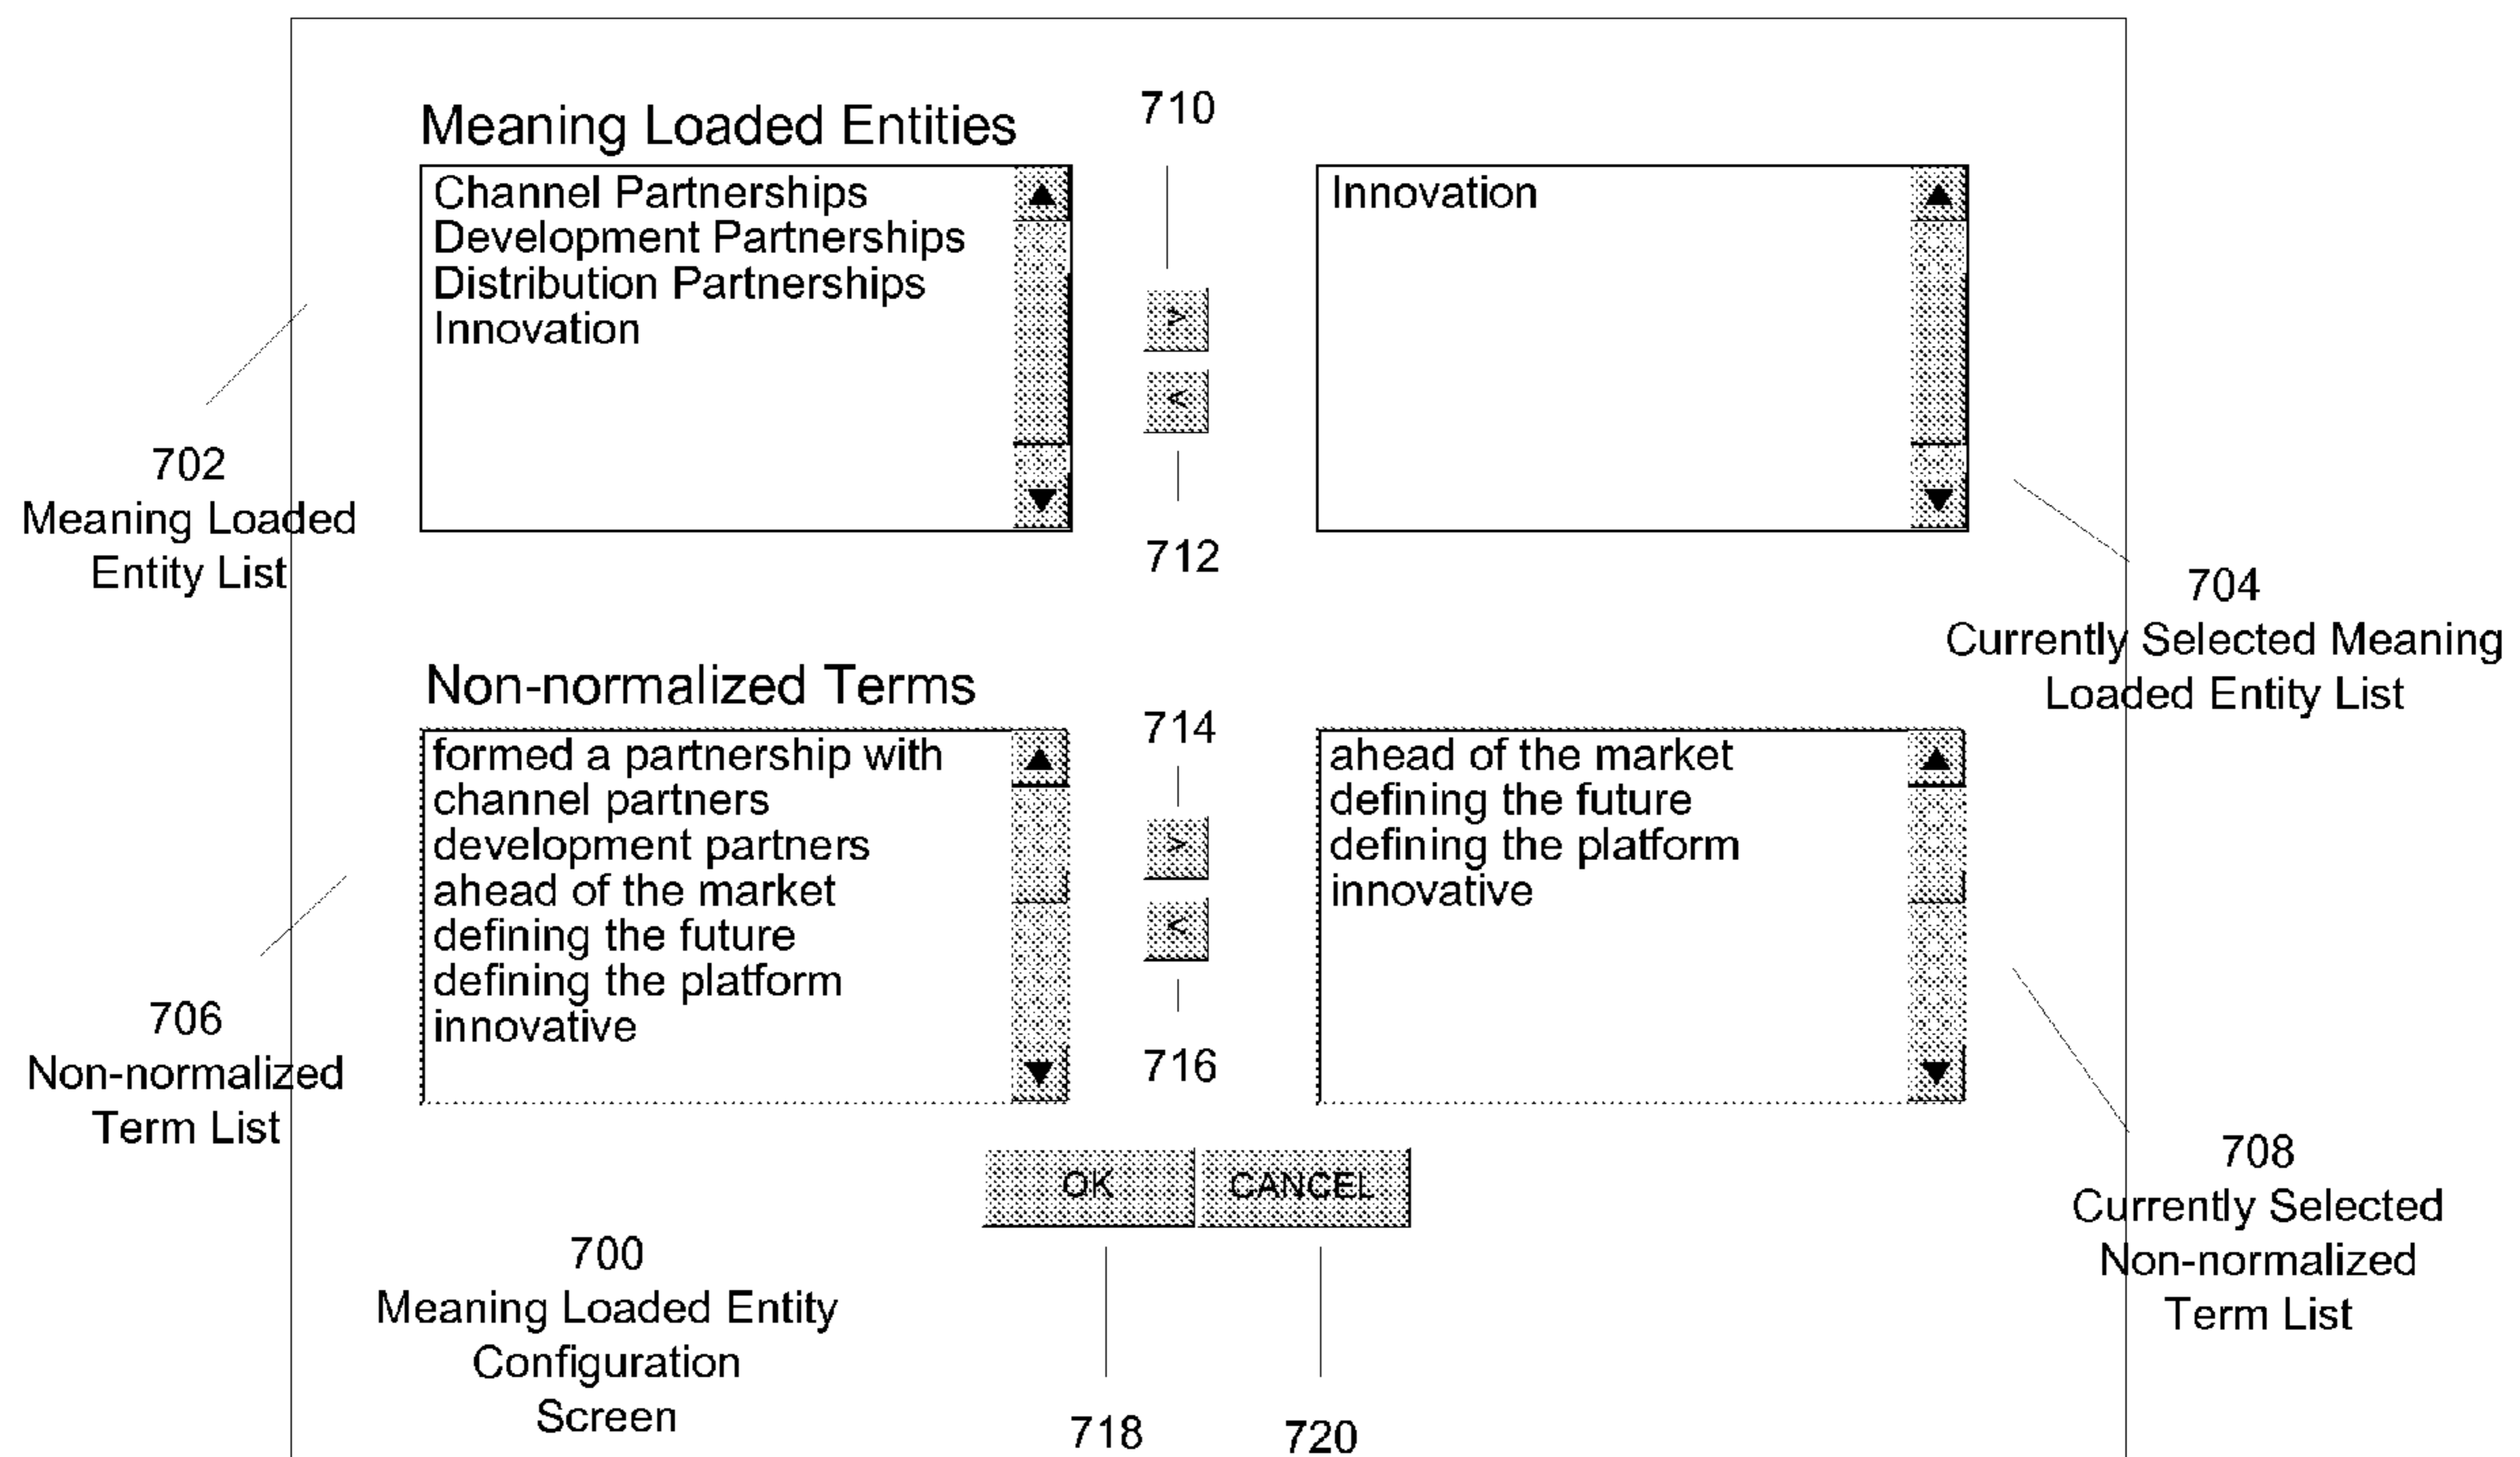 Meaning Loaded Entities
710
Channel Partnerships
Development Partnerships
Distribution Partnerships
Innovation
Innovation
>
<
702
Meaning Loaded
Entity List
712
704
Currently Selected Meaning
Loaded Entity List
Non-normalized Terms
714
formed a partnership with
channel partners
development partners
ahead of the market
defining the future
defining the platform
innovative
ahead of the market
defining the future
defining the platform
innovative
>
<
706
Non-normalized
Term List
716
708
Currently Selected
Non-normalized
Term List
OK
CANCEL
700
Meaning Loaded Entity
Configuration
Screen
718
720